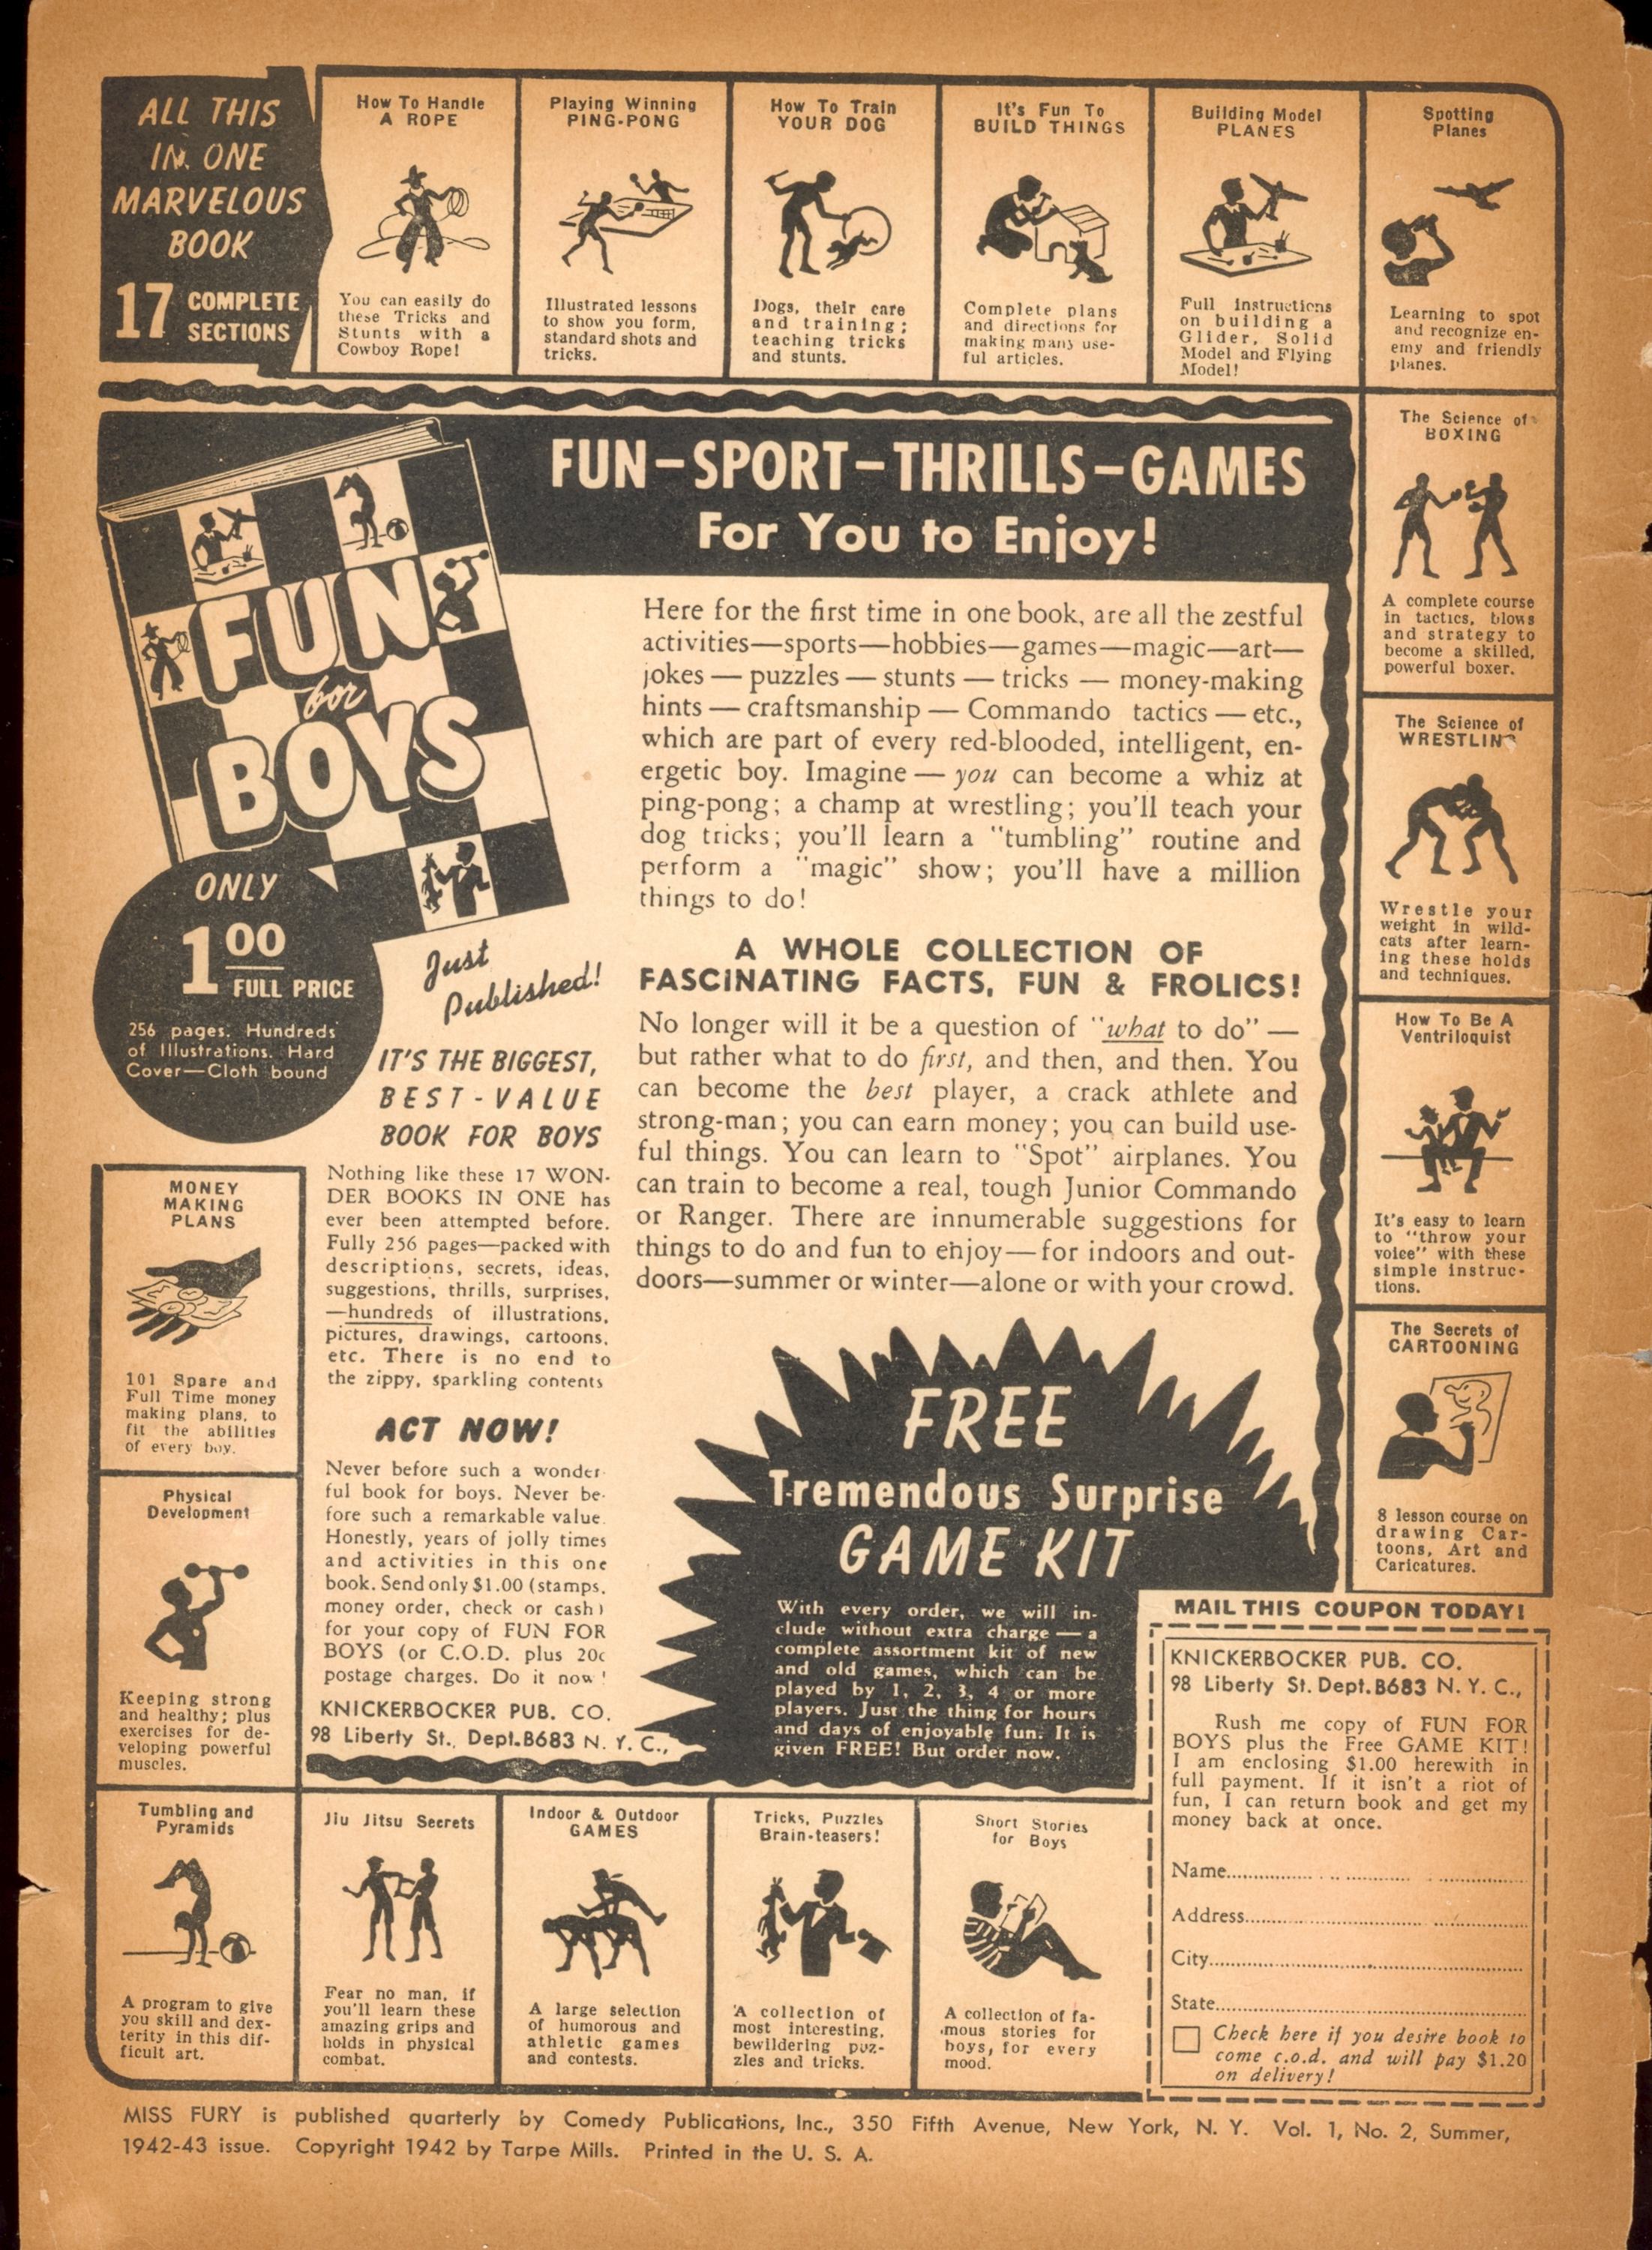 ALL THIS
IN ONE
MARVELOUS
BOOK
17 COMPLETE
SECTIONS
How To Handle
A ROPE
You can easily do
these Tricks and
Stunts with a
Cowboy Rope!
Playing Winning
PING-PONG
Illustrated lessons
to show you form,
standard shots and
tricks.
How To Train
YOUR DOG
Dogs, their care
and training;
teaching tricks
and stunts.
It's Fun To
BUILD THINGS
Complete plans
and directions for
making many use-
ful articles.
Building Model
PLANES
Full instructions
on building a
Glider, Solid
Model and Flying
Model!
Spotting
Planes
Learning to spot
and recognize en-
emy and friendly
planes.
The Science of
BOXING
A complete course
in tactics, blows
and strategy to
become a skilled,
powerful boxer.
The Science of
WRESTLING
Wrestle your
weight in wild-
cats after learn-
ing these holds
and techniques.
How To Be A
Ventriloquist
It's easy to learn
to "throw your
voice" with these
simple instruc-
tions.
The Secrets of
CARTOONING
8 lesson course on
drawing Car-
toons, Art and
Caricatures.
FUN-SPORT-THRILLS-GAMES
For You to Enjoy!
FUN
for
BOYS
ONLY
1 00
FULL PRICE
256 pages. Hundreds
of Illustrations. Hard
Cover—Cloth bound
Just
Published!
IT'S THE BIGGEST,
BEST-VALUE
BOOK FOR BOYS
Nothing like these 17 WON-
DER BOOKS IN ONE has
ever been attempted before.
Fully 256 pages—packed with
descriptions, secrets, ideas,
suggestions, thrills, surprises,
—hundreds of illustrations,
pictures, drawings, cartoons,
etc. There is no end to
the zippy, sparkling contents
ACT NOW!
Never before such a wonder-
ful book for boys. Never be-
fore such a remarkable value.
Honestly, years of jolly times
and activities in this one
book. Send only $1.00 (stamps,
money order, check or cash)
for your copy of FUN FOR
BOYS (or C.O.D. plus 20c
postage charges. Do it now!
KNICKERBOCKER PUB. CO.
98 Liberty St., Dept.B683 N. Y. C.,
Here for the first time in one book, are all the zestful
activities—sports—hobbies—games—magic—art—
jokes — puzzles — stunts — tricks — money-making
hints — craftsmanship — Commando tactics — etc.,
which are part of every red-blooded, intelligent, en-
ergetic boy. Imagine — you can become a whiz at
ping-pong; a champ at wrestling; you'll teach your
dog tricks; you'll learn a "tumbling" routine and
perform a "magic" show; you'll have a million
things to do!
A WHOLE COLLECTION OF
FASCINATING FACTS, FUN & FROLICS!
No longer will it be a question of "what to do" —
but rather what to do first, and then, and then. You
can become the best player, a crack athlete and
strong-man; you can earn money; you can build use-
ful things. You can learn to "Spot" airplanes. You
can train to become a real, tough Junior Commando
or Ranger. There are innumerable suggestions for
things to do and fun to enjoy—for indoors and out-
doors—summer or winter—alone or with your crowd.
FREE
Tremendous Surprise
GAME KIT
With every order, we will in-
clude without extra charge — a
complete assortment kit of new
and old games, which can be
played by 1, 2, 3, 4 or more
players. Just the thing for hours
and days of enjoyable fun. It is
given FREE! But order now.
MONEY
MAKING
PLANS
101 Spare and
Full Time money
making plans, to
fit the abilities
of every boy.
Physical
Development
Keeping strong
and healthy; plus
exercises for de-
veloping powerful
muscles.
Tumbling and
Pyramids
A program to give
you skill and dex-
terity in this dif-
ficult art.
Jiu Jitsu Secrets
Fear no man, if
you'll learn these
amazing grips and
holds in physical
combat.
Indoor & Outdoor
GAMES
A large selection
of humorous and
athletic games
and contests.
Tricks, Puzzles
Brain-teasers!
A collection of
most interesting,
bewildering puz-
zles and tricks.
Short Stories
for Boys
A collection of fa-
mous stories for
boys, for every
mood.
MAIL THIS COUPON TODAY!
KNICKERBOCKER PUB. CO.
98 Liberty St. Dept.B683 N. Y. C.,
Rush me copy of FUN FOR
BOYS plus the Free GAME KIT!
I am enclosing $1.00 herewith in
full payment. If it isn't a riot of
fun, I can return book and get my
money back at once.
Name
Address
City
State
Check here if you desire book to
come c.o.d. and will pay $1.20
on delivery!
MISS FURY is published quarterly by Comedy Publications, Inc., 350 Fifth Avenue, New York, N. Y. Vol. 1, No. 2, Summer,
1942-43 issue. Copyright 1942 by Tarpe Mills. Printed in the U. S. A.